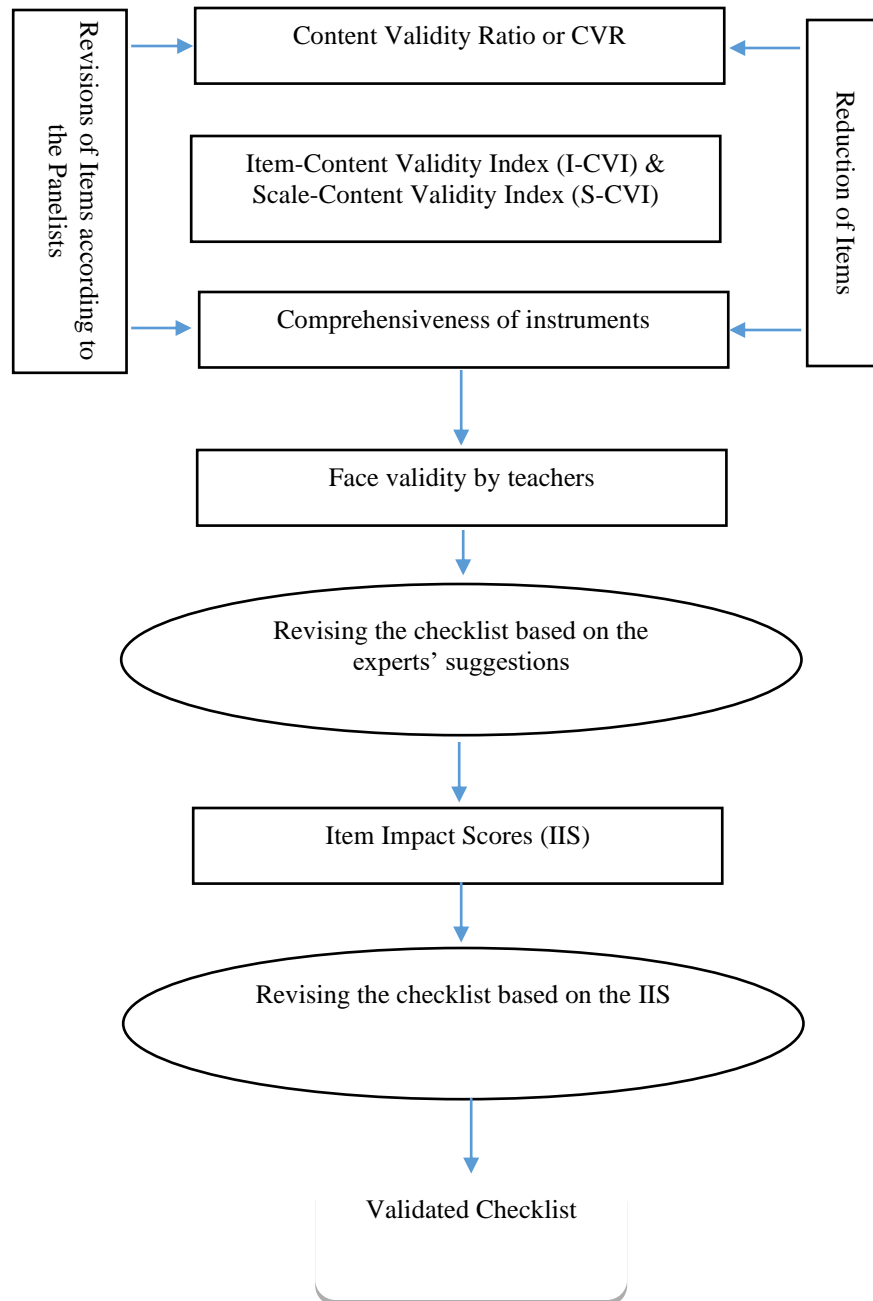 Revisions of Items according to
the Panelists
Content Validity Ratio or CVR
Reduction of Items
Item-Content Validity Index (I-CVI) &
Scale-Content Validity Index (S-CVI)
Comprehensiveness of instruments
Face validity by teachers
Revising the checklist based on the
experts’ suggestions
Item Impact Scores (IIS)
Revising the checklist based on the IIS
Validated Checklist